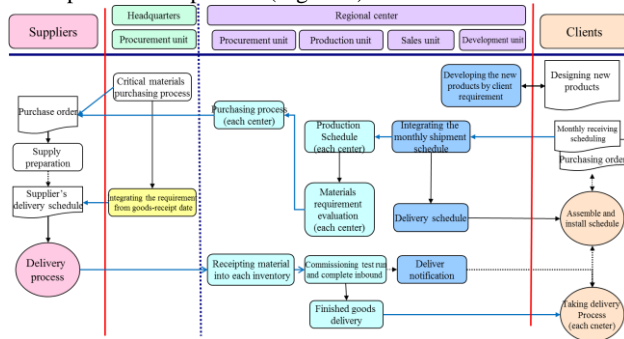 Suppliers
Headquarters
Procurement unit
Regional center
Procurement unit
Production unit
Sales unit
Development unit
Clients
Critical materials
purchasing process
Developing the new
products by client
requirement
Designing new
products
Purchase order
Purchasing process
(each center)
Production
Schedule
(each center)
Integrating the
monthly shipment
schedule
Monthly receiving
scheduling
Purchasing order
Supply
preparation
Supplier's
delivery schedule
Integrating the requiremen
from goods-receipt date
Materials
requirement
evaluation
(each center)
Delivery schedule
Assemble and
install schedule
Delivery
process
Receipting material
into each inventory
Commissioning test run
and complete inbound
Deliver
notification
Finished goods
delivery
Taking delivery
Process
(each cneter)